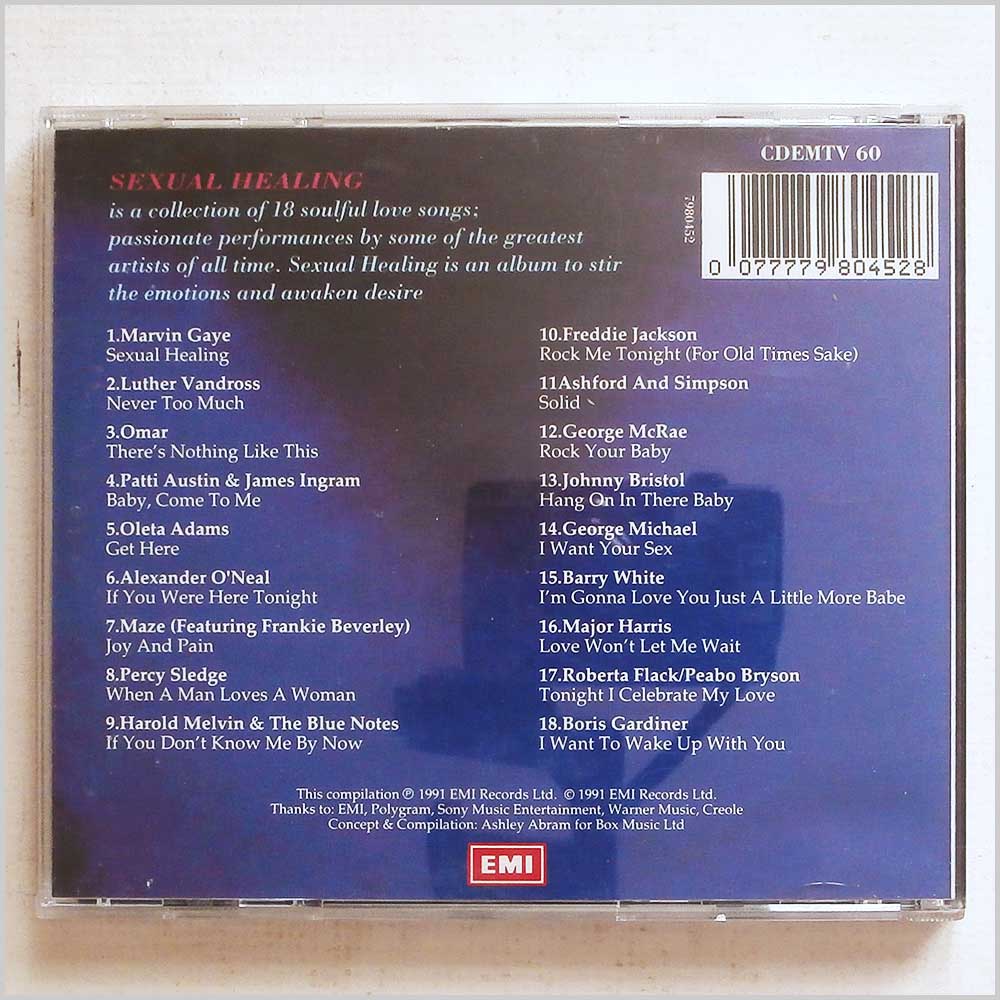 CDEMTV 60
7980452
0 077779 804528
SEXUAL HEALING
is a collection of 18 soulful love songs;
passionate performances by some of the greatest
artists of all time. Sexual Healing is an album to stir
the emotions and awaken desire
1.Marvin Gaye
Sexual Healing
2.Luther Vandross
Never Too Much
3.Omar
There's Nothing Like This
4.Patti Austin & James Ingram
Baby, Come To Me
5.Oleta Adams
Get Here
6.Alexander O'Neal
If You Were Here Tonight
7.Maze (Featuring Frankie Beverley)
Joy And Pain
8.Percy Sledge
When A Man Loves A Woman
9.Harold Melvin & The Blue Notes
If You Don't Know Me By Now
10.Freddie Jackson
Rock Me Tonight (For Old Times Sake)
11Ashford And Simpson
Solid
12.George McRae
Rock Your Baby
13.Johnny Bristol
Hang On In There Baby
14.George Michael
I Want Your Sex
15.Barry White
I'm Gonna Love You Just A Little More Babe
16.Major Harris
Love Won't Let Me Wait
17.Roberta Flack/Peabo Bryson
Tonight I Celebrate My Love
18.Boris Gardiner
I Want To Wake Up With You
This compilation ℗ 1991 EMI Records Ltd. © 1991 EMI Records Ltd.
Thanks to: EMI, Polygram, Sony Music Entertainment, Warner Music, Creole
Concept & Compilation: Ashley Abram for Box Music Ltd
EMI